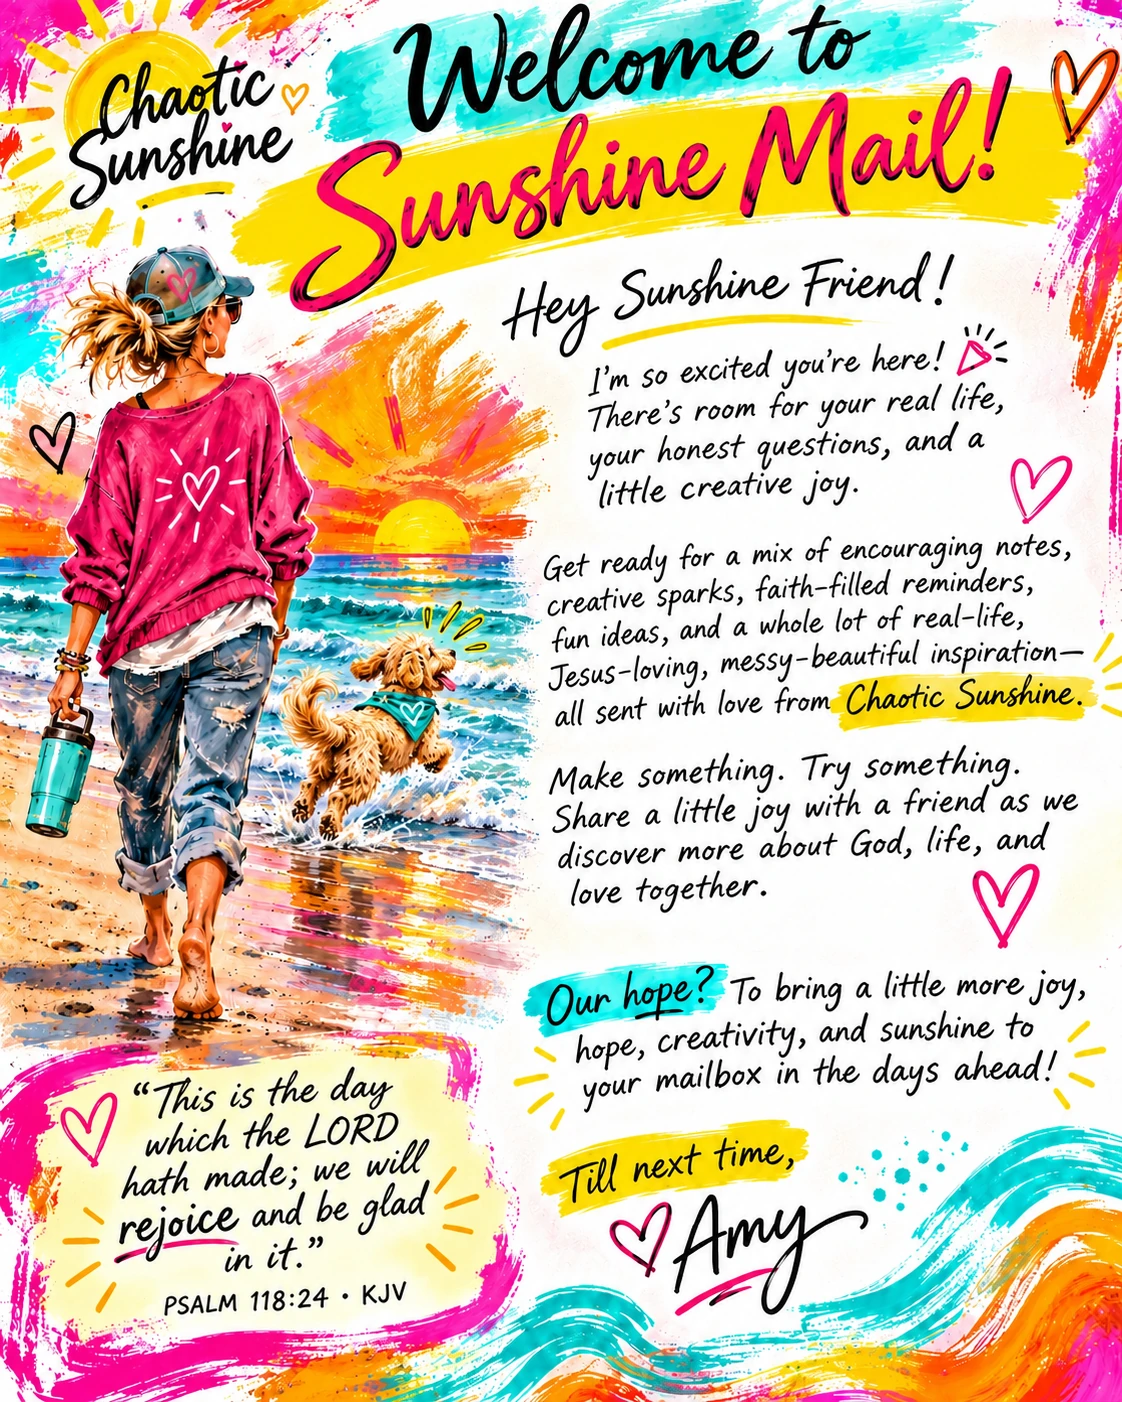 Chaotic
Sunshine
Welcome to
Sunshine Mail!
Hey Sunshine Friend!
I'm so excited you're here!
There's room for your real life,
your honest questions, and a
little creative joy.
Get ready for a mix of encouraging notes,
creative sparks, faith-filled reminders,
fun ideas, and a whole lot of real-life,
Jesus-loving, messy-beautiful inspiration—
all sent with love from Chaotic Sunshine.
Make something. Try something.
Share a little joy with a friend as we
discover more about God, life, and
love together.
Our hope? To bring a little more joy,
hope, creativity, and sunshine to
your mailbox in the days ahead!
Till next time,
Amy
“This is the day
which the LORD
hath made; we will
rejoice and be glad
in it.”
PSALM 118:24 • KJV